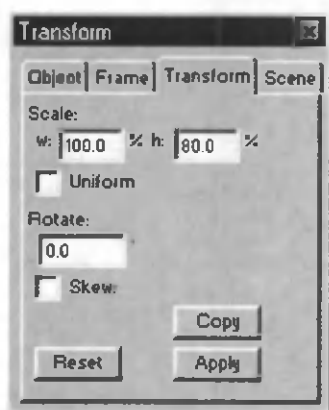 Transform
Object Frame Transform Scene
Scale:
w: 100.0 % h: 80.0 %
Uniform
Rotate:
0.0
Skew:
Copy
Reset Apply